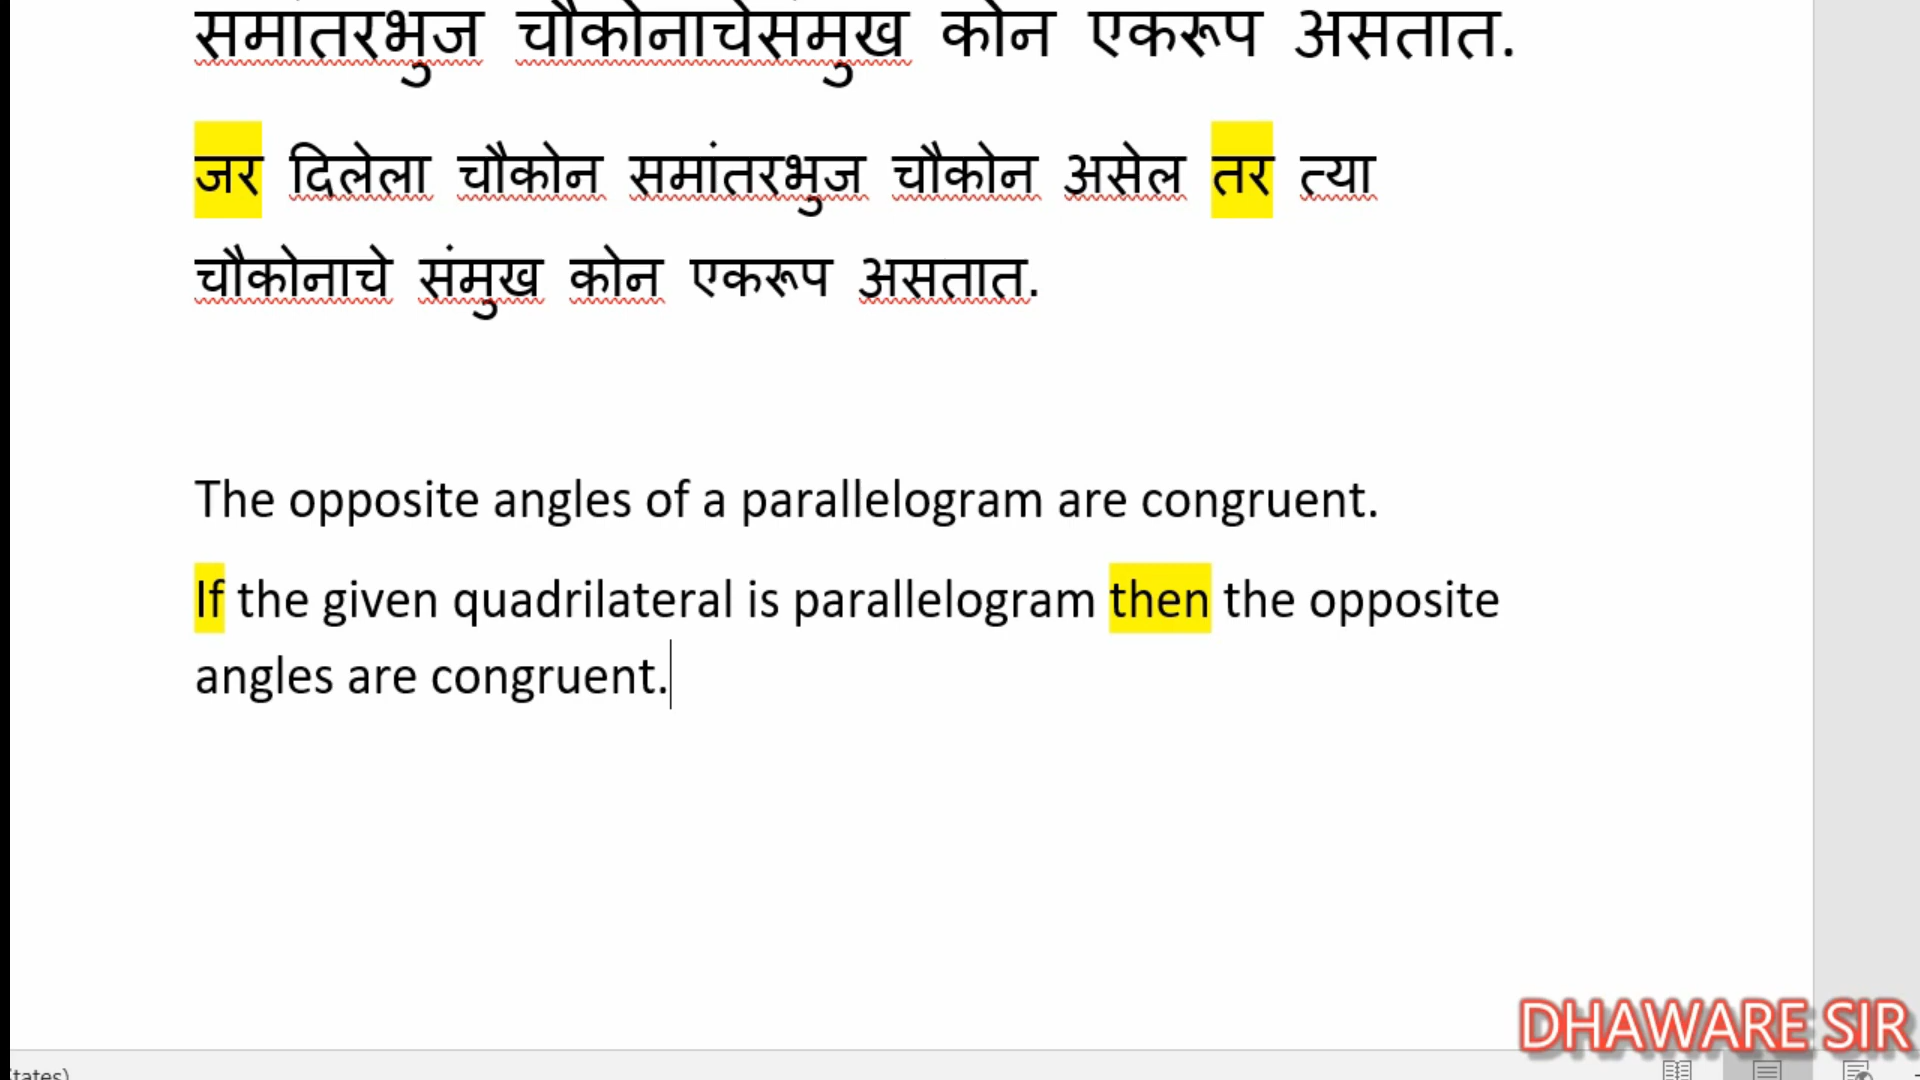 समांतरभुज चौकोनाचेसंमुख कोन एकरूप असतात.
जर दिलेला चौकोन समांतरभुज चौकोन असेल तर त्या
चौकोनाचे संमुख कोन एकरूप असतात.
The opposite angles of a parallelogram are congruent.
If the given quadrilateral is parallelogram then the opposite
angles are congruent.
DHAWARE SIR
tates)